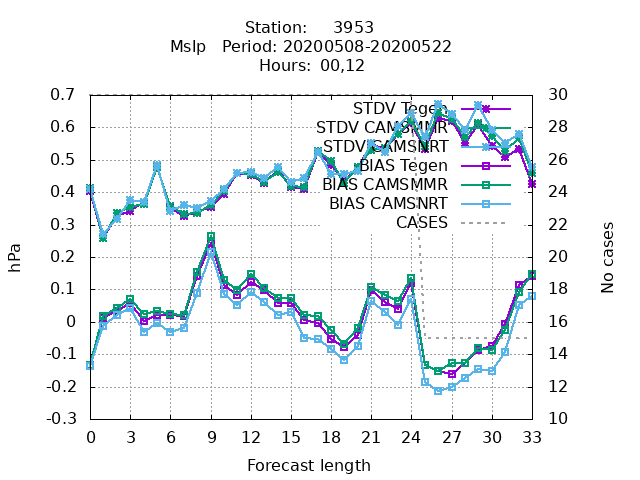 Station: 3953
Mslp Period: 20200508-20200522
Hours: 00,12
0.7
0.6
0.5
0.4
0.3
0.2
0.1
0
-0.1
-0.2
-0.3
hPa
STDV Tegen
STDV CAMSMMR
STDV CAMSNRT
BIAS Tegen
BIAS CAMSMMR
BIAS CAMSNRT
CASES
30
28
26
24
22
20
18
16
14
12
10
No cases
0 3 6 9 12 15 18 21 24 27 30 33
Forecast length